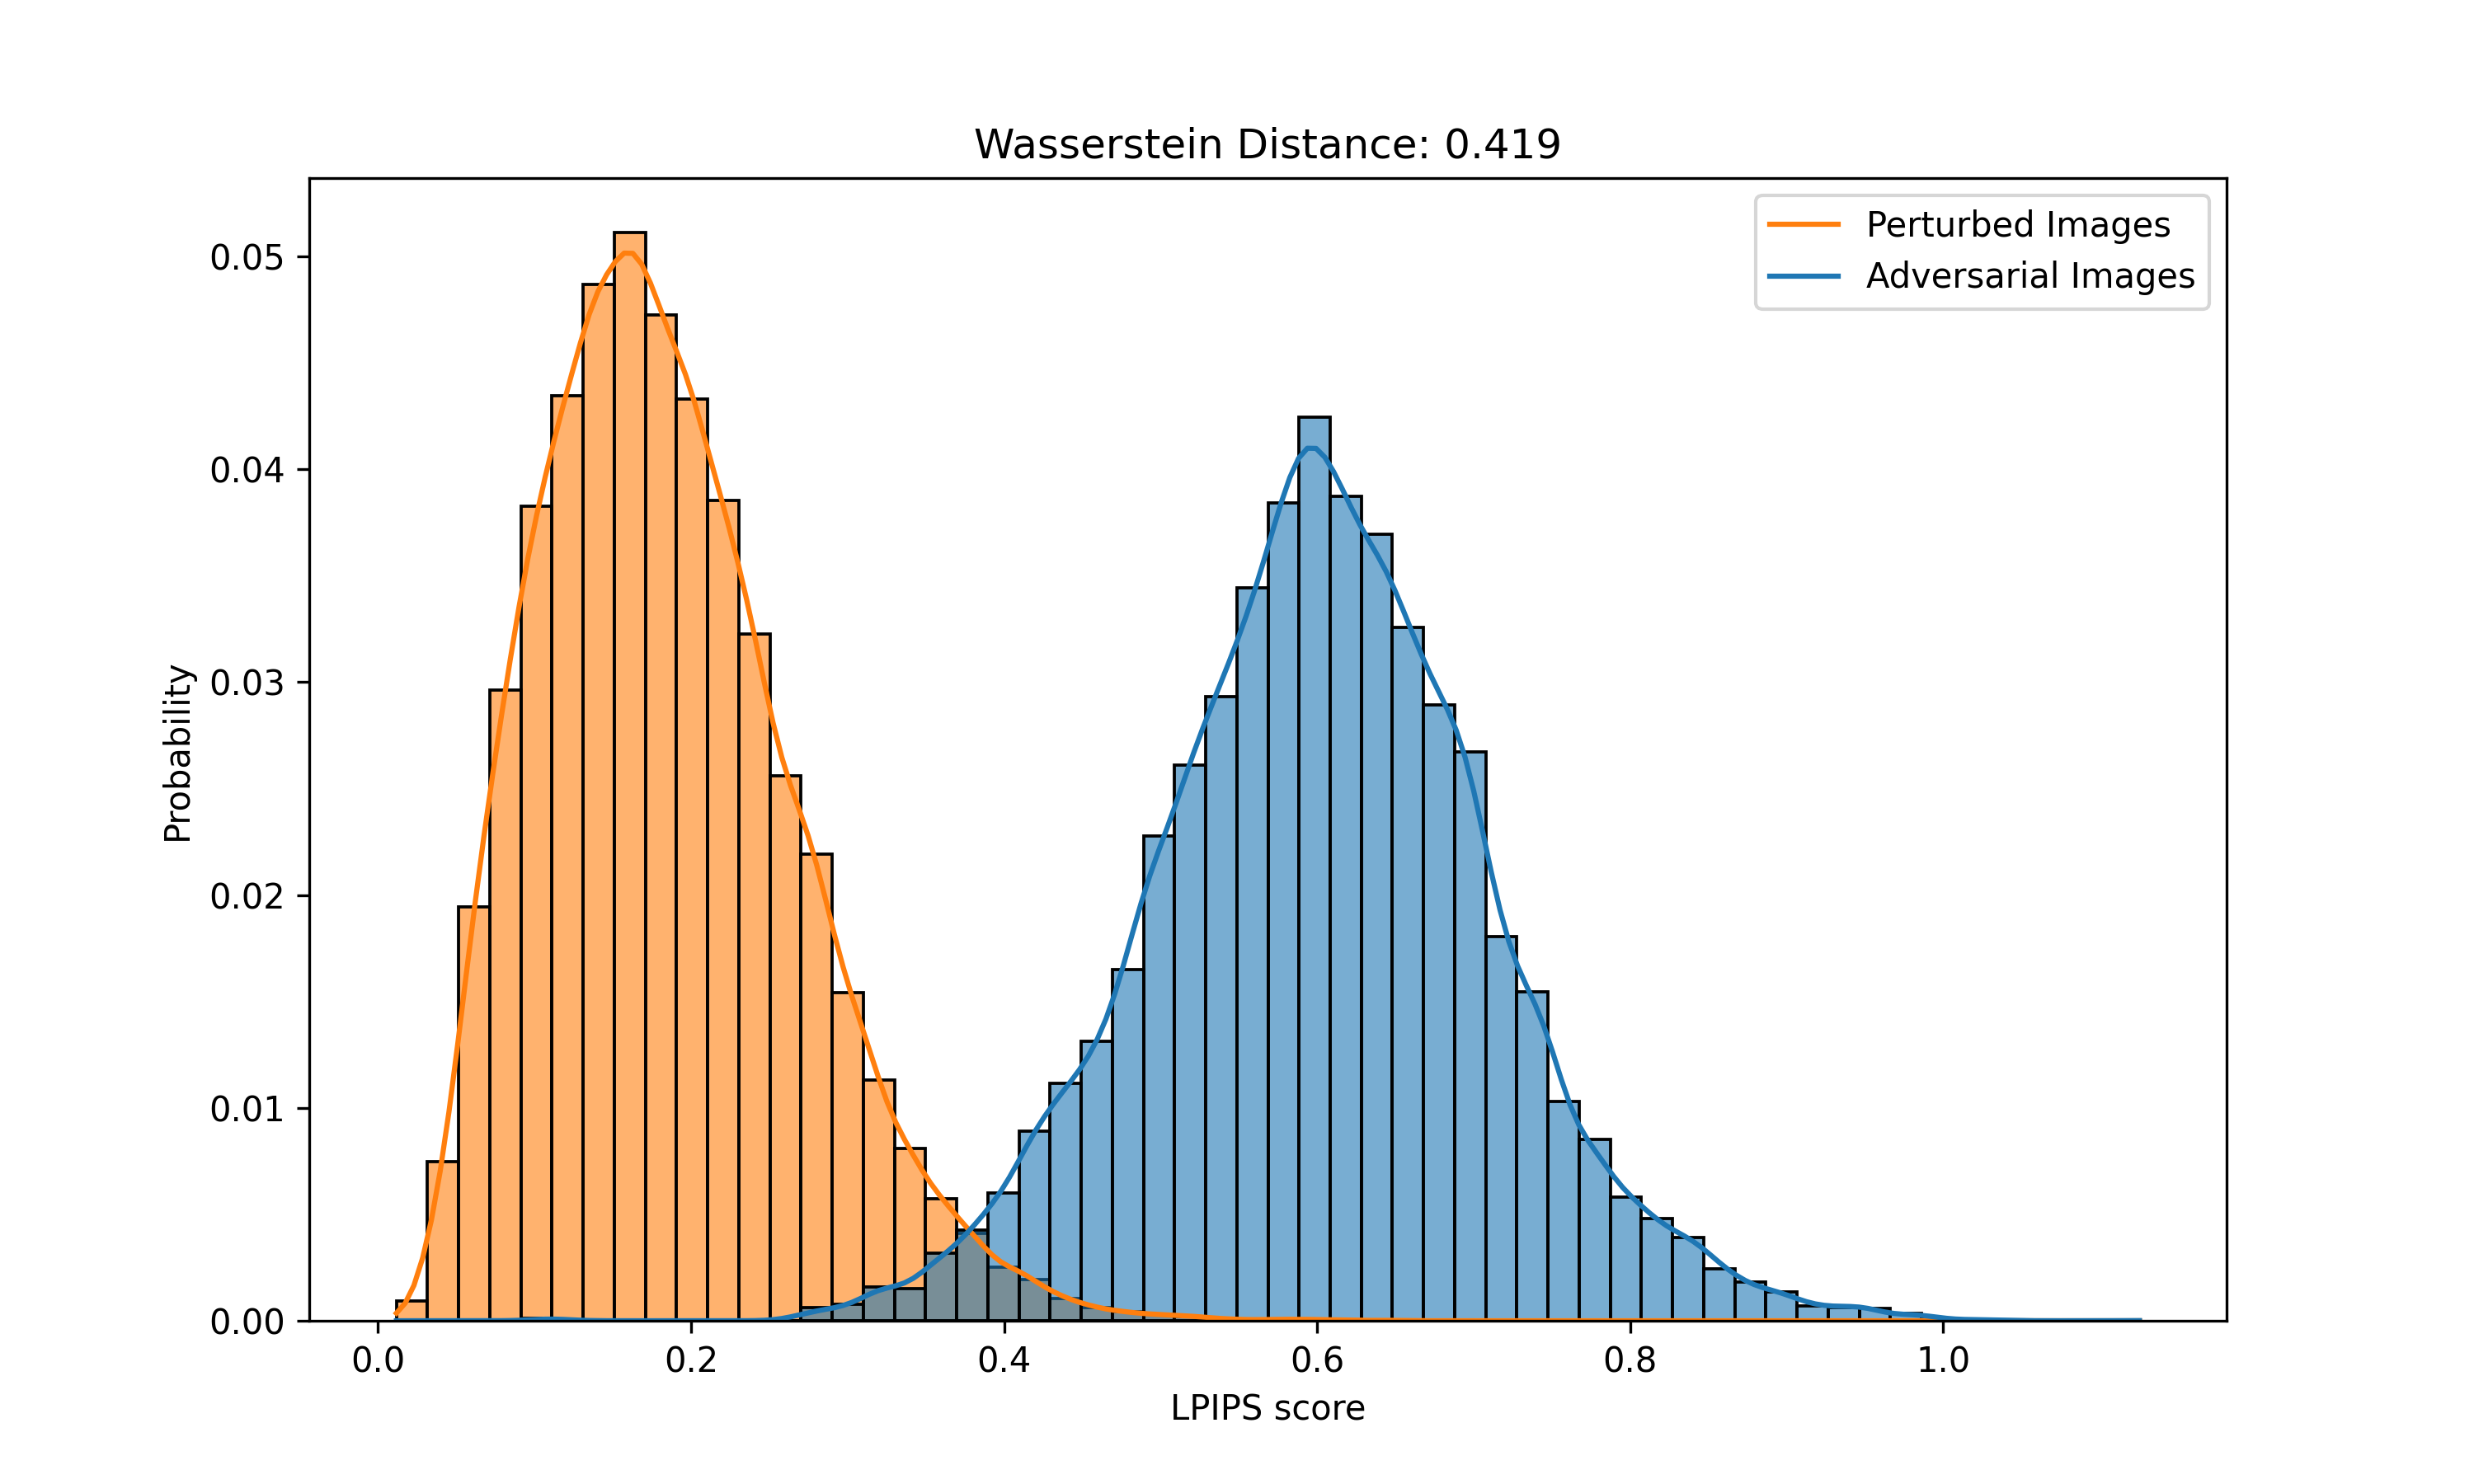 Wasserstein Distance: 0.419
Perturbed Images
Adversarial Images
Probability
0.05
0.04
0.03
0.02
0.01
0.00
0.0 0.2 0.4 0.6 0.8 1.0
LPIPS score